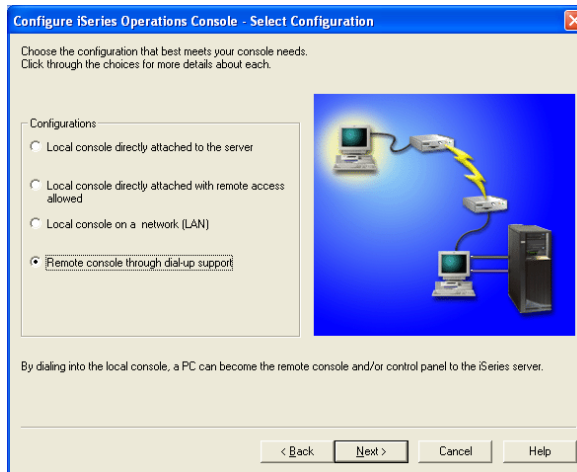 Configure iSeries Operations Console - Select Configuration
Choose the configuration that best meets your console needs.
Click through the choices for more details about each.
Configurations
Local console directly attached to the server
Local console directly attached with remote access
allowed
Local console on a network (LAN)
Remote console through dial-up support
By dialing into the local console, a PC can become the remote console and/or control panel to the iSeries server.
< Back Next > Cancel Help